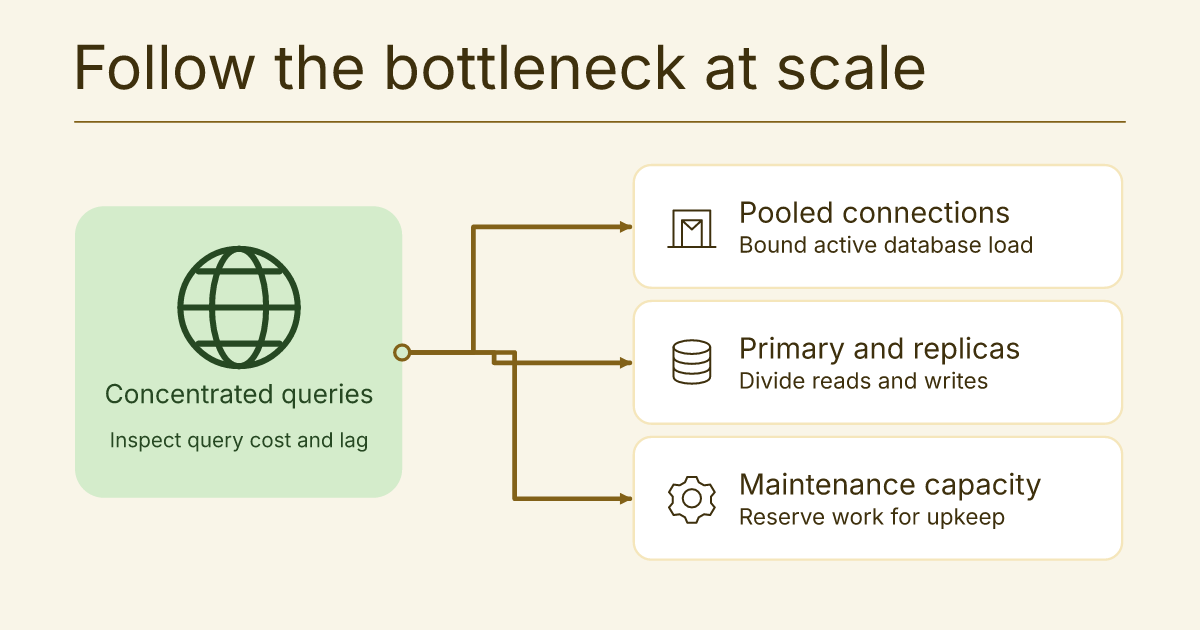 Follow the bottleneck at scale
Concentrated queries
Inspect query cost and lag
Pooled connections
Bound active database load
Primary and replicas
Divide reads and writes
Maintenance capacity
Reserve work for upkeep